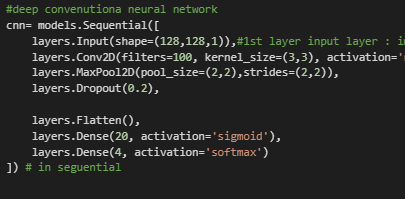 #deep convenutiona neural network
cnn= models.Sequential([
layers.Input(shape=(128,128,1)),#1st layer input layer : i
layers.Conv2D(filters=100, kernel_size=(3,3), activation='
layers.MaxPool2D(pool_size=(2,2),strides=(2,2)),
layers.Dropout(0.2),
layers.Flatten(),
layers.Dense(20, activation='sigmoid'),
layers.Dense(4, activation='softmax')
]) # in seguential